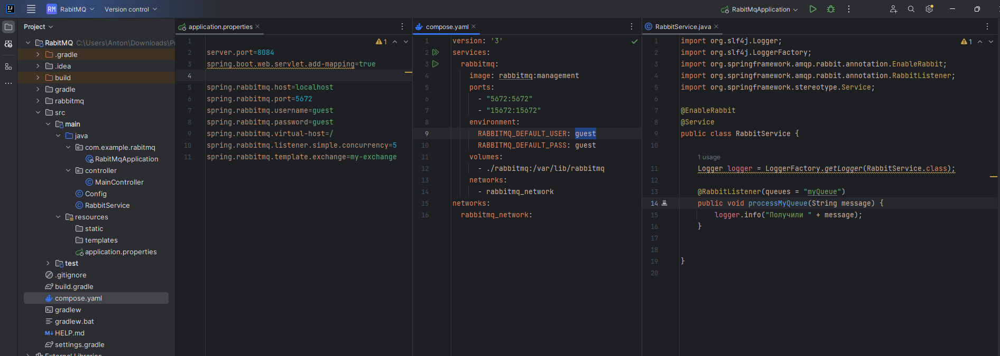 RM RabitMQ Version control RabitMqApplication
Project
RabitMQ C:\Users\Anton\Downloads\P
.gradle
.idea
build
gradle
rabbitmq
src
main
java
com.example.rabitmq
RabitMqApplication
controller
MainController
Config
RabbitService
resources
static
templates
application.properties
test
.gitignore
build.gradle
compose.yaml
gradlew
gradlew.bat
HELP.md
settings.gradle
External Libraries
application.properties
1
2 server.port=8084
3 spring.boot.web.servlet.add-mapping=true
4
5 spring.rabbitmq.host=localhost
6 spring.rabbitmq.port=5672
7 spring.rabbitmq.username=guest
8 spring.rabbitmq.password=guest
9 spring.rabbitmq.virtual-host=/
10 spring.rabbitmq.listener.simple.concurrency=5
11 spring.rabbitmq.template.exchange=my-exchange
1
compose.yaml
1 version: '3'
2 services:
3 rabbitmq:
4 image: rabbitmq:management
5 ports:
6 - "5672:5672"
7 - "15672:15672"
8 environment:
9 RABBITMQ_DEFAULT_USER: guest
10 RABBITMQ_DEFAULT_PASS: guest
11 volumes:
12 - ./rabbitmq:/var/lib/rabbitmq
13 networks:
14 - rabbitmq_network
15 networks:
16 rabbitmq_network:
RabbitService.java
1 import org.slf4j.Logger;
2 import org.slf4j.LoggerFactory;
3 import org.springframework.amqp.rabbit.annotation.EnableRabbit;
4 import org.springframework.amqp.rabbit.annotation.RabbitListener;
5 import org.springframework.stereotype.Service;
6
7 @EnableRabbit
8 @Service
9 public class RabbitService {
10
1 usage
11 Logger logger = LoggerFactory.getLogger(RabbitService.class);
12
13 @RabbitListener(queues = "myQueue")
14 public void processMyQueue(String message) {
15 logger.info("Получили " + message);
16 }
17
18
19 }
20
1